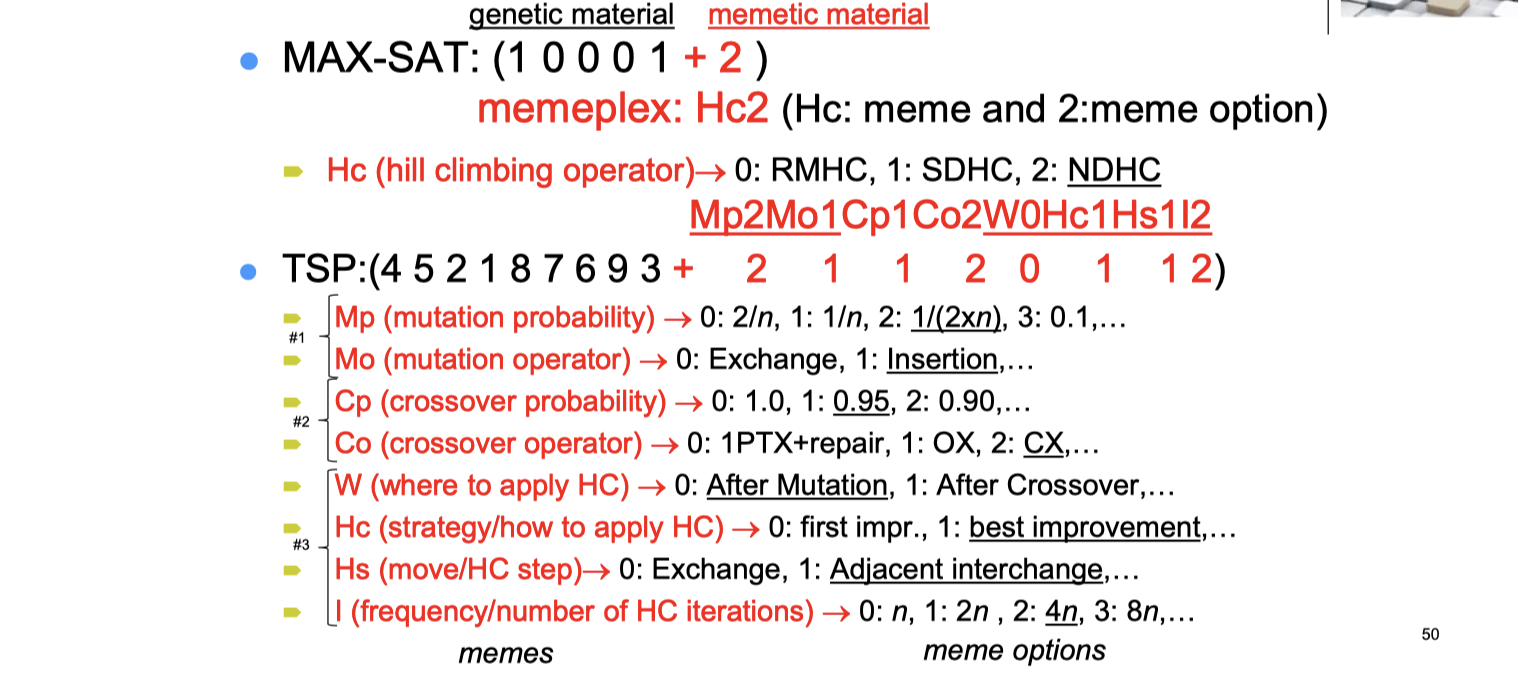 genetic material memetic material
MAX-SAT: (1 0 0 0 1 + 2 )
memeplex: Hc2 (Hc: meme and 2:meme option)
Hc (hill climbing operator)→ 0: RMHC, 1: SDHC, 2: NDHC
Mp2Mo1Cp1Co2W0Hc1Hs1I2
TSP:(4 5 2 1 8 7 6 9 3 + 2 1 1 2 0 1 1 2)
Mp (mutation probability) → 0: 2/n, 1: 1/n, 2: 1/(2xn), 3: 0.1,…
#1
Mo (mutation operator) → 0: Exchange, 1: Insertion,…
Cp (crossover probability) → 0: 1.0, 1: 0.95, 2: 0.90,…
#2
Co (crossover operator) → 0: 1PTX+repair, 1: OX, 2: CX,…
W (where to apply HC) → 0: After Mutation, 1: After Crossover,…
Hc (strategy/how to apply HC) → 0: first impr., 1: best improvement,…
#3
Hs (move/HC step)→ 0: Exchange, 1: Adjacent interchange,…
I (frequency/number of HC iterations) → 0: n, 1: 2n , 2: 4n, 3: 8n,…
memes meme options
50